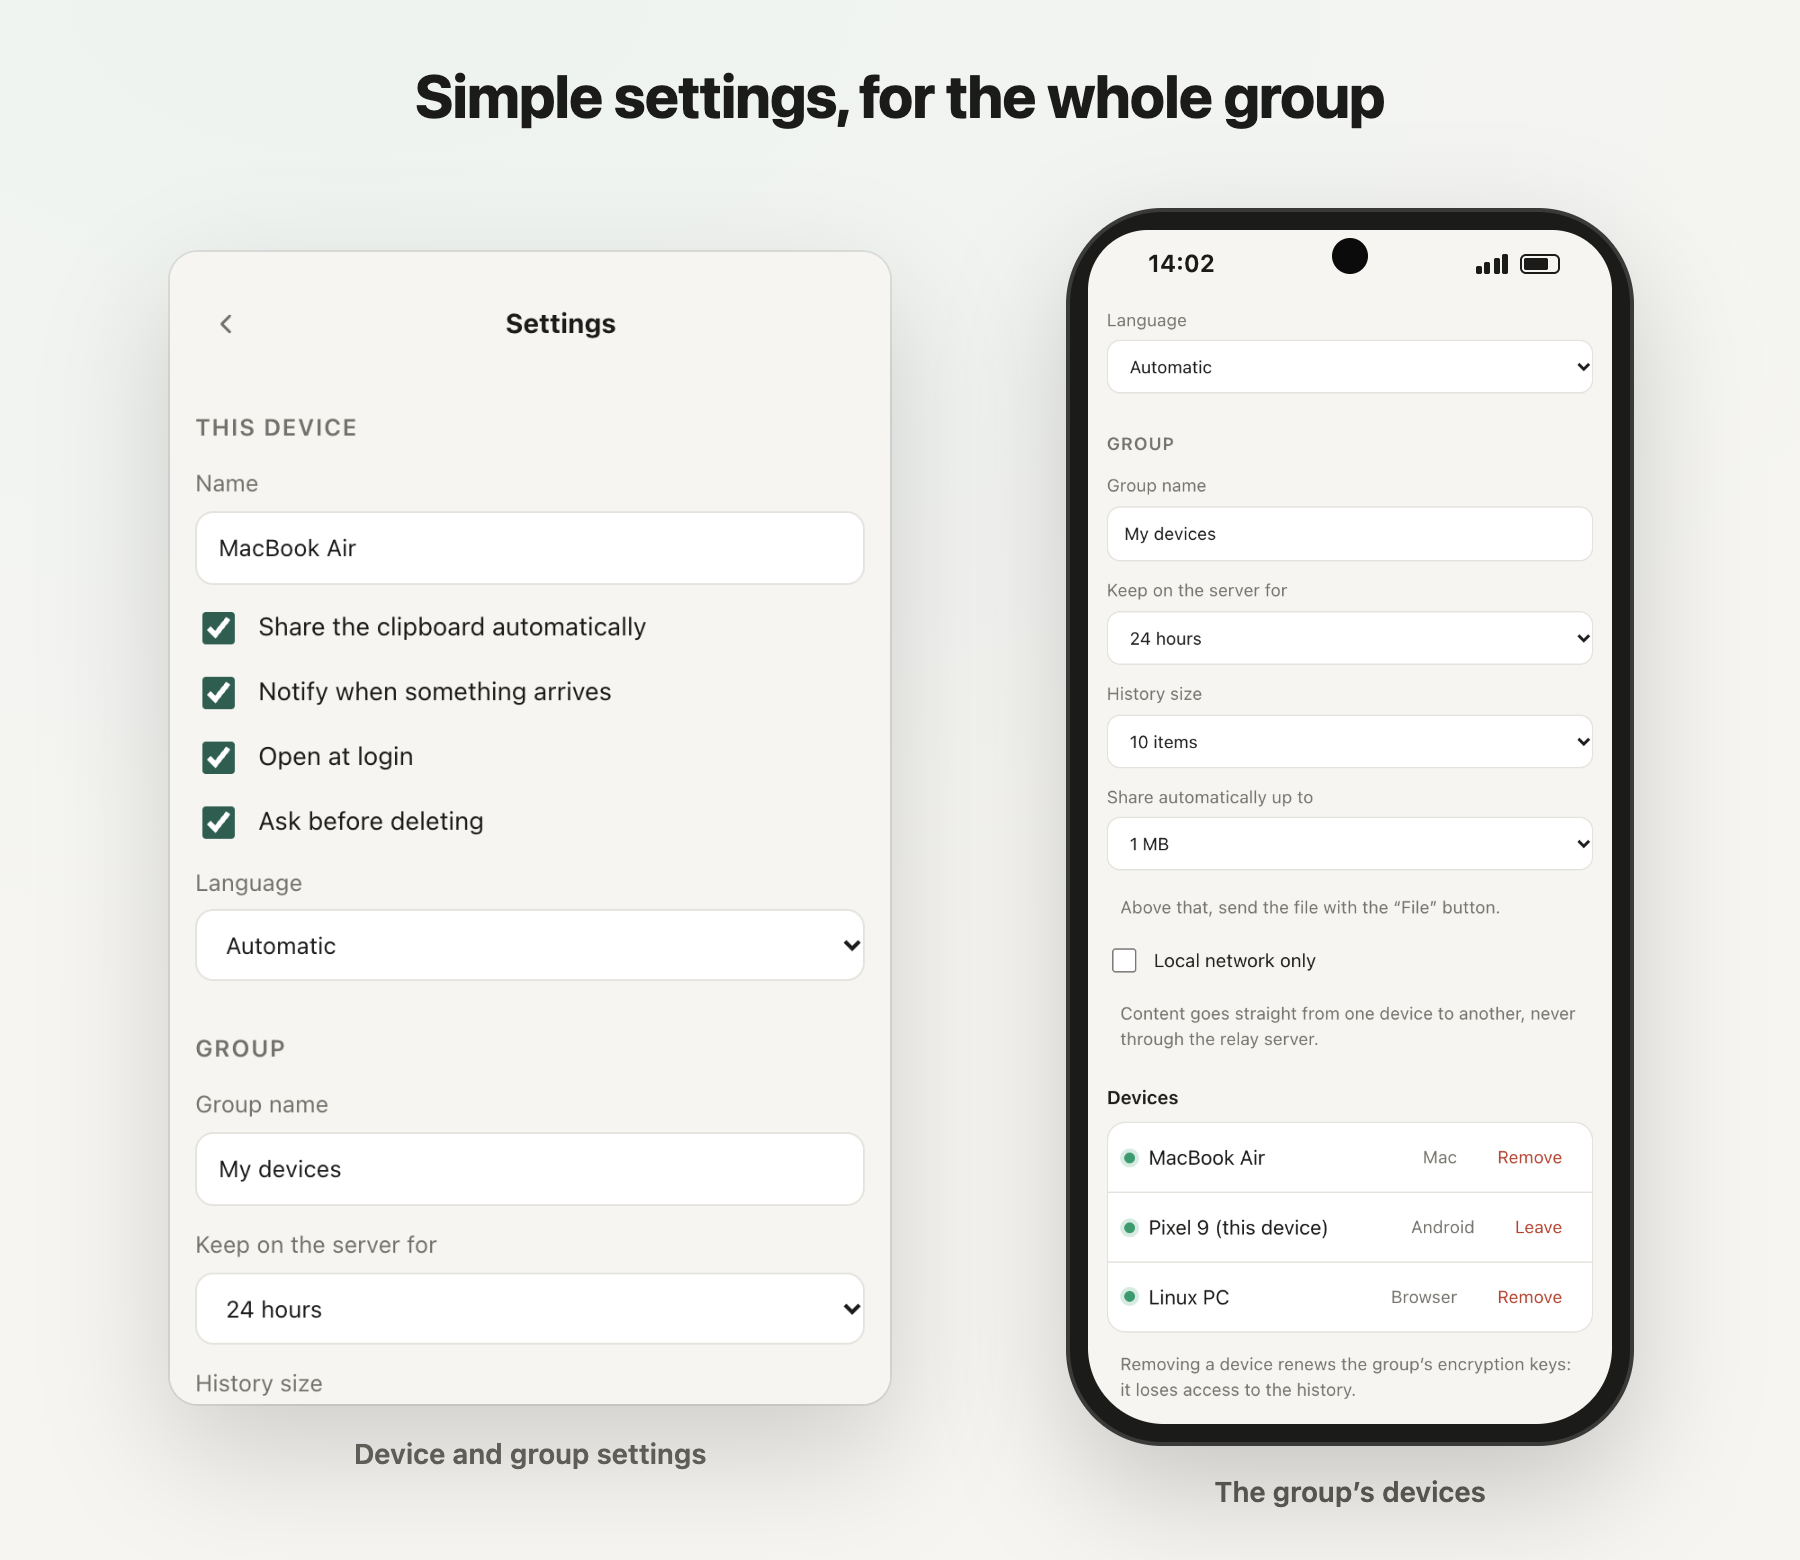 Simple settings, for the whole group
Settings
THIS DEVICE
Name
MacBook Air
Share the clipboard automatically
Notify when something arrives
Open at login
Ask before deleting
Language
Automatic
GROUP
Group name
My devices
Keep on the server for
24 hours
History size
Device and group settings
14:02
Language
Automatic
GROUP
Group name
My devices
Keep on the server for
24 hours
History size
10 items
Share automatically up to
1 MB
Above that, send the file with the “File” button.
Local network only
Content goes straight from one device to another, never
through the relay server.
Devices
MacBook Air Mac Remove
Pixel 9 (this device) Android Leave
Linux PC Browser Remove
Removing a device renews the group’s encryption keys:
it loses access to the history.
The group’s devices